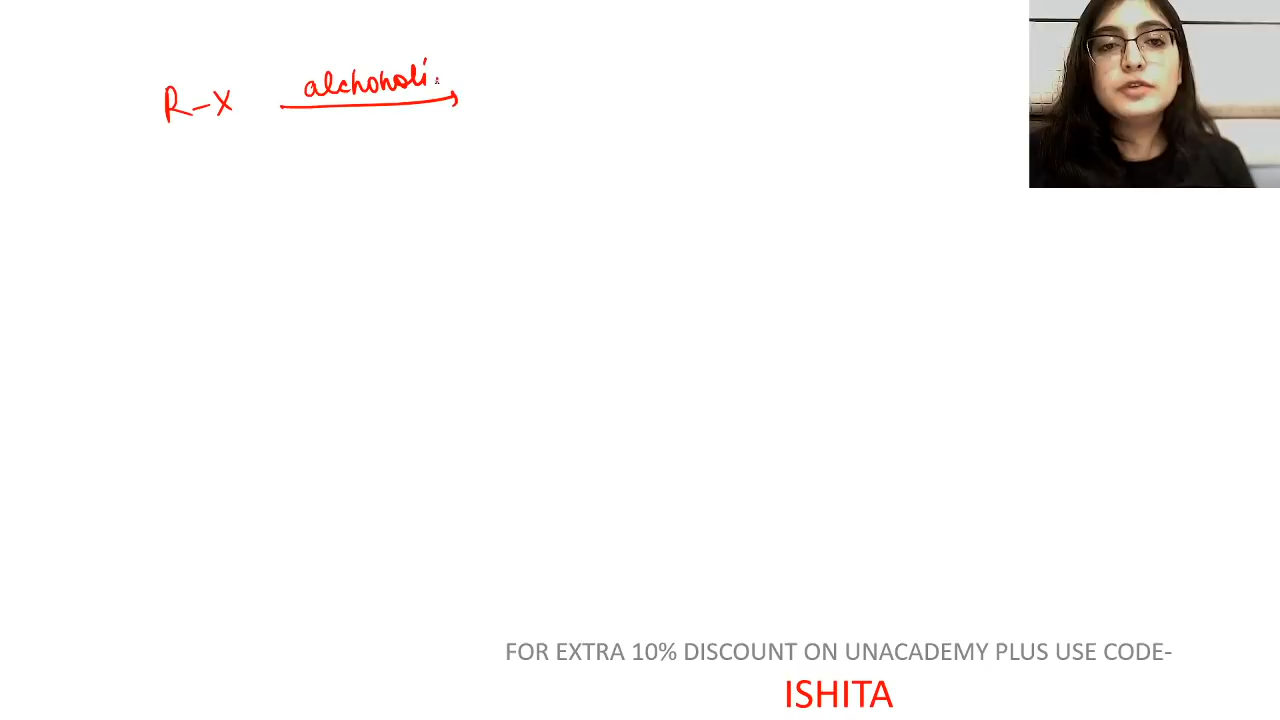 R-X alchoholi
FOR EXTRA 10% DISCOUNT ON UNACADEMY PLUS USE CODE-
ISHITA